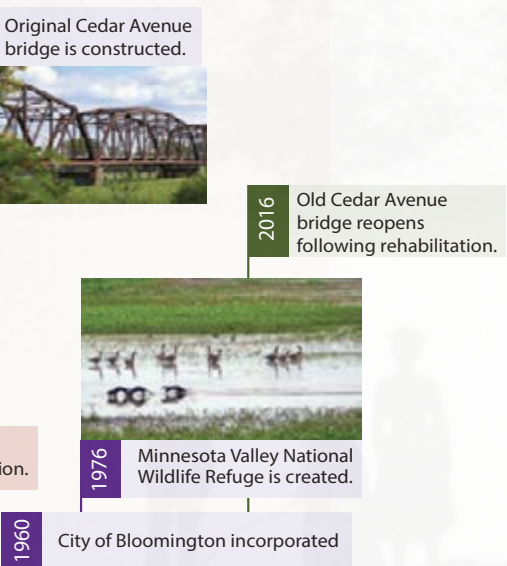 Original Cedar Avenue
bridge is constructed.
2016
Old Cedar Avenue
bridge reopens
following rehabilitation.
1976
Minnesota Valley National
Wildlife Refuge is created.
1960
City of Bloomington incorporated